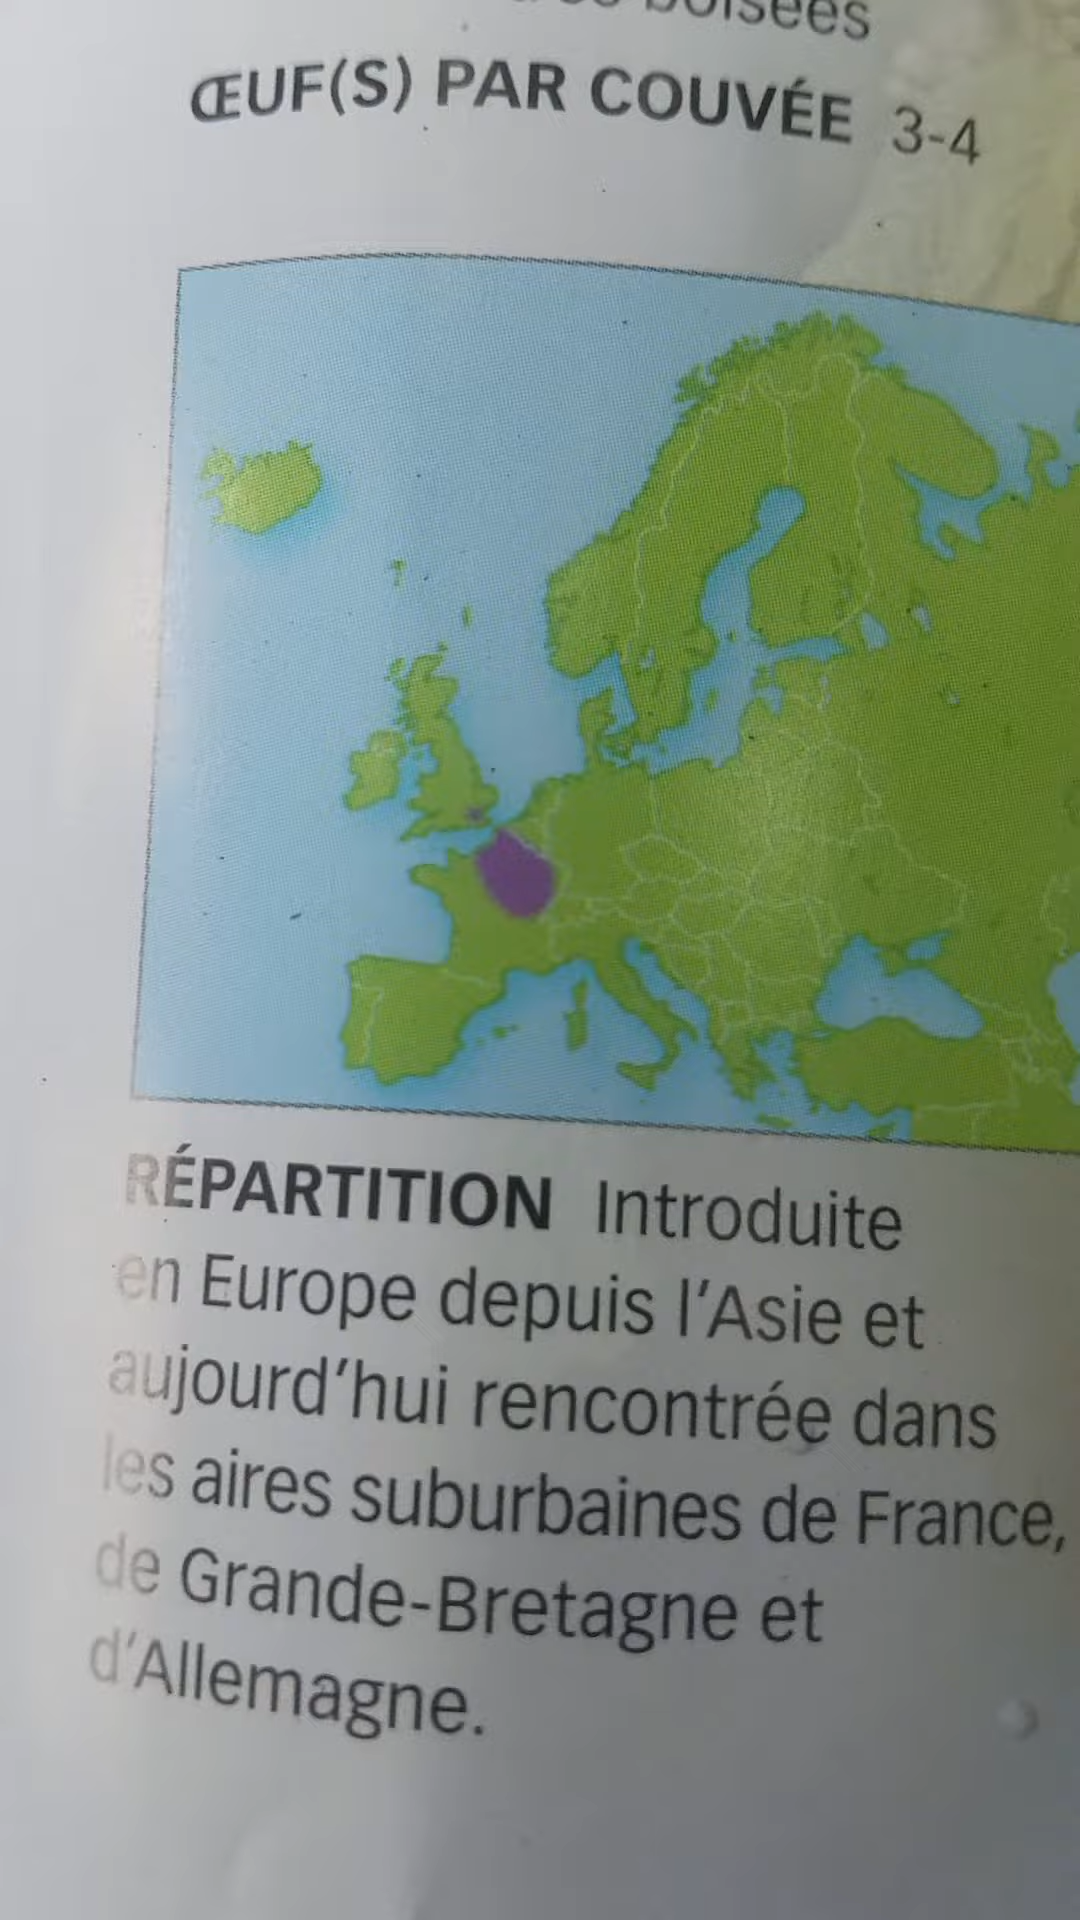 boisées
ŒUF(S) PAR COUVÉE 3-4
RÉPARTITION Introduite
en Europe depuis l'Asie et
aujourd'hui rencontrée dans
les aires suburbaines de France,
de Grande-Bretagne et
d'Allemagne.